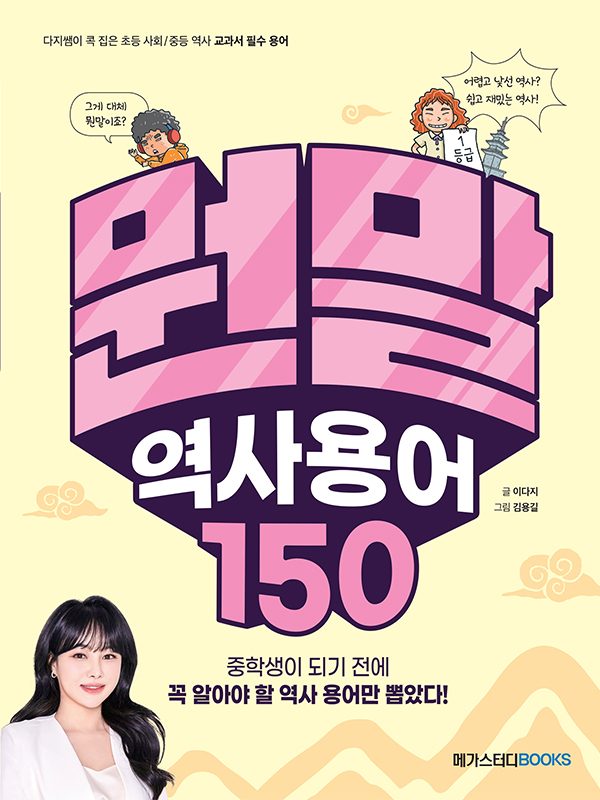 다지쌤이 콕 집은 초등 사회/중등 역사 교과서 필수 용어
그게 대체
뭔말이죠?
어렵고 낯선 역사?
쉽고 재밌는 역사!
1
등급
뭔말
역사용어
150
글 이다지
그림 김용길
중학생이 되기 전에
꼭 알아야 할 역사 용어만 뽑았다!
메가스터디BOOKS